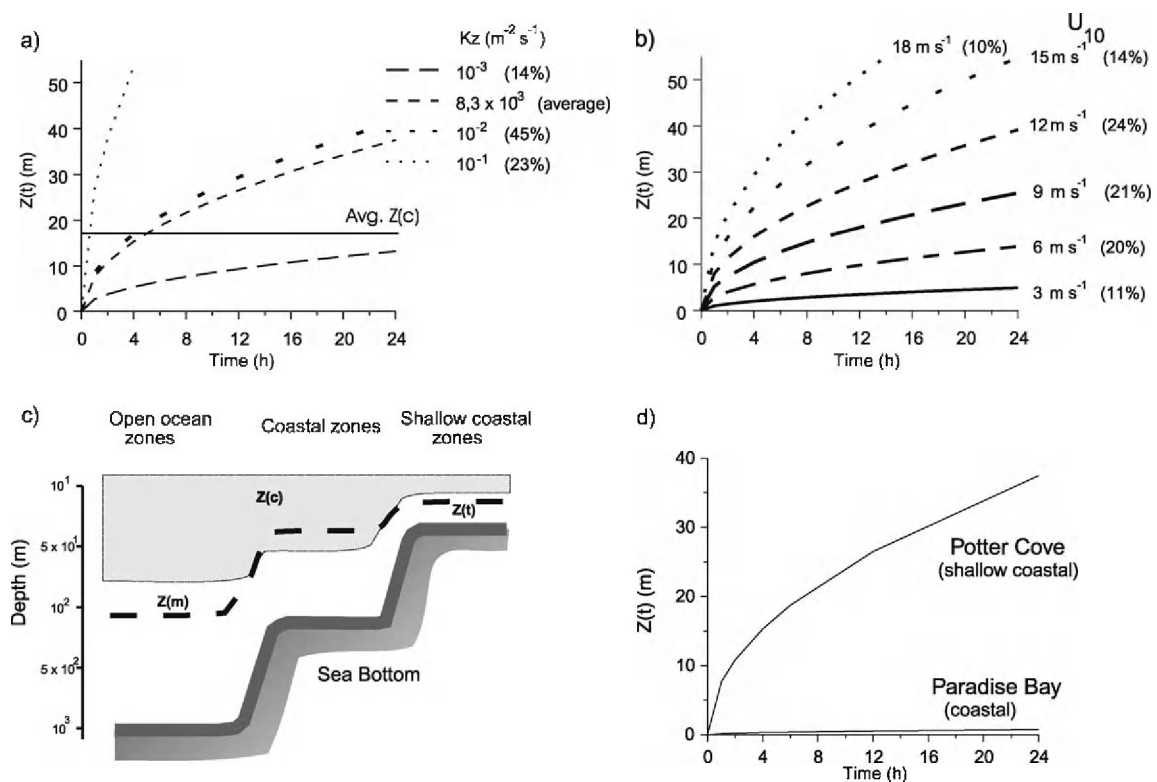 a)
Kz (m⁻² s⁻¹)
10⁻³ (14%)
8,3 x 10³ (average)
10⁻² (45%)
10⁻¹ (23%)
Avg. Z(c)
Z(t) (m)
50
40
30
20
10
0
0 4 8 12 16 20 24
Time (h)
b)
U₁₀
18 m s⁻¹ (10%)
15 m s⁻¹ (14%)
12 m s⁻¹ (24%)
9 m s⁻¹ (21%)
6 m s⁻¹ (20%)
3 m s⁻¹ (11%)
Z(t) (m)
50
40
30
20
10
0
0 4 8 12 16 20 24
Time (h)
c)
Open ocean
zones
Coastal zones
Shallow coastal
zones
Depth (m)
10¹
5 x 10¹
10²
5 x 10²
10³
Z(c)
Z(t)
Z(m)
Sea Bottom
d)
Z(t) (m)
40
30
20
10
0
Potter Cove
(shallow coastal)
Paradise Bay
(coastal)
0 4 8 12 16 20 24
Time (h)